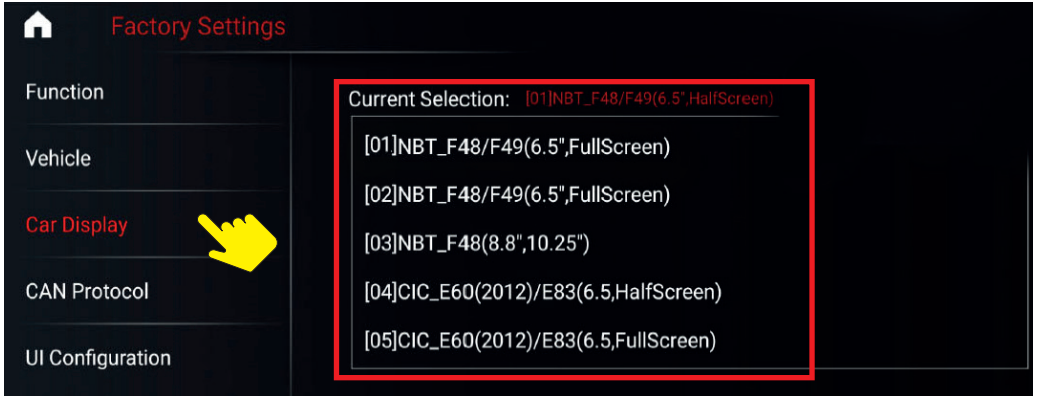 Factory Settings
Function
Vehicle
Car Display
CAN Protocol
UI Configuration
Current Selection: [01]NBT_F48/F49(6.5",HalfScreen)
[01]NBT_F48/F49(6.5",FullScreen)
[02]NBT_F48/F49(6.5",FullScreen)
[03]NBT_F48(8.8",10.25")
[04]CIC_E60(2012)/E83(6.5,HalfScreen)
[05]CIC_E60(2012)/E83(6.5,FullScreen)